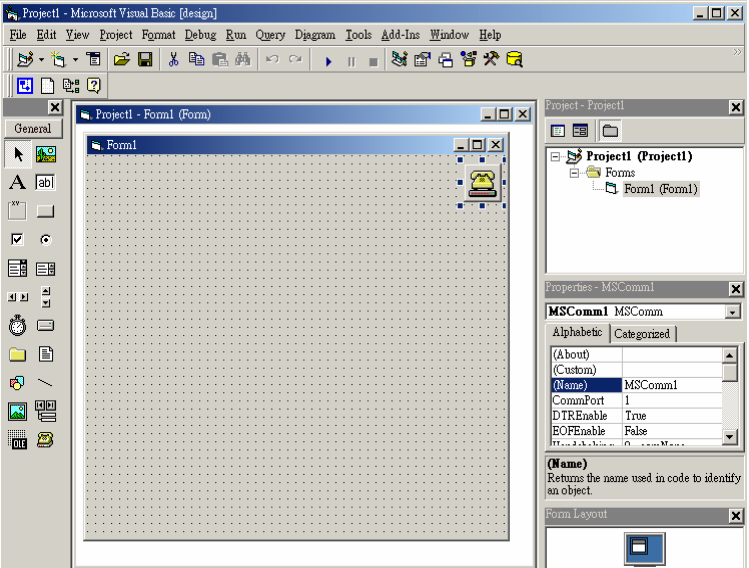 Project1 - Microsoft Visual Basic [design]
File Edit View Project Format Debug Run Query Diagram Tools Add-Ins Window Help
General
A ab|
xv
OLE
Project1 - Form1 (Form)
Form1
Project - Project1
Project1 (Project1)
Forms
Form1 (Form1)
Properties - MSComm1
MSComm1 MSComm
Alphabetic Categorized
(About)
(Custom)
(Name) MSComm1
CommPort 1
DTREnable True
EOFEnable False
(Name)
Returns the name used in code to identify
an object.
Form Layout